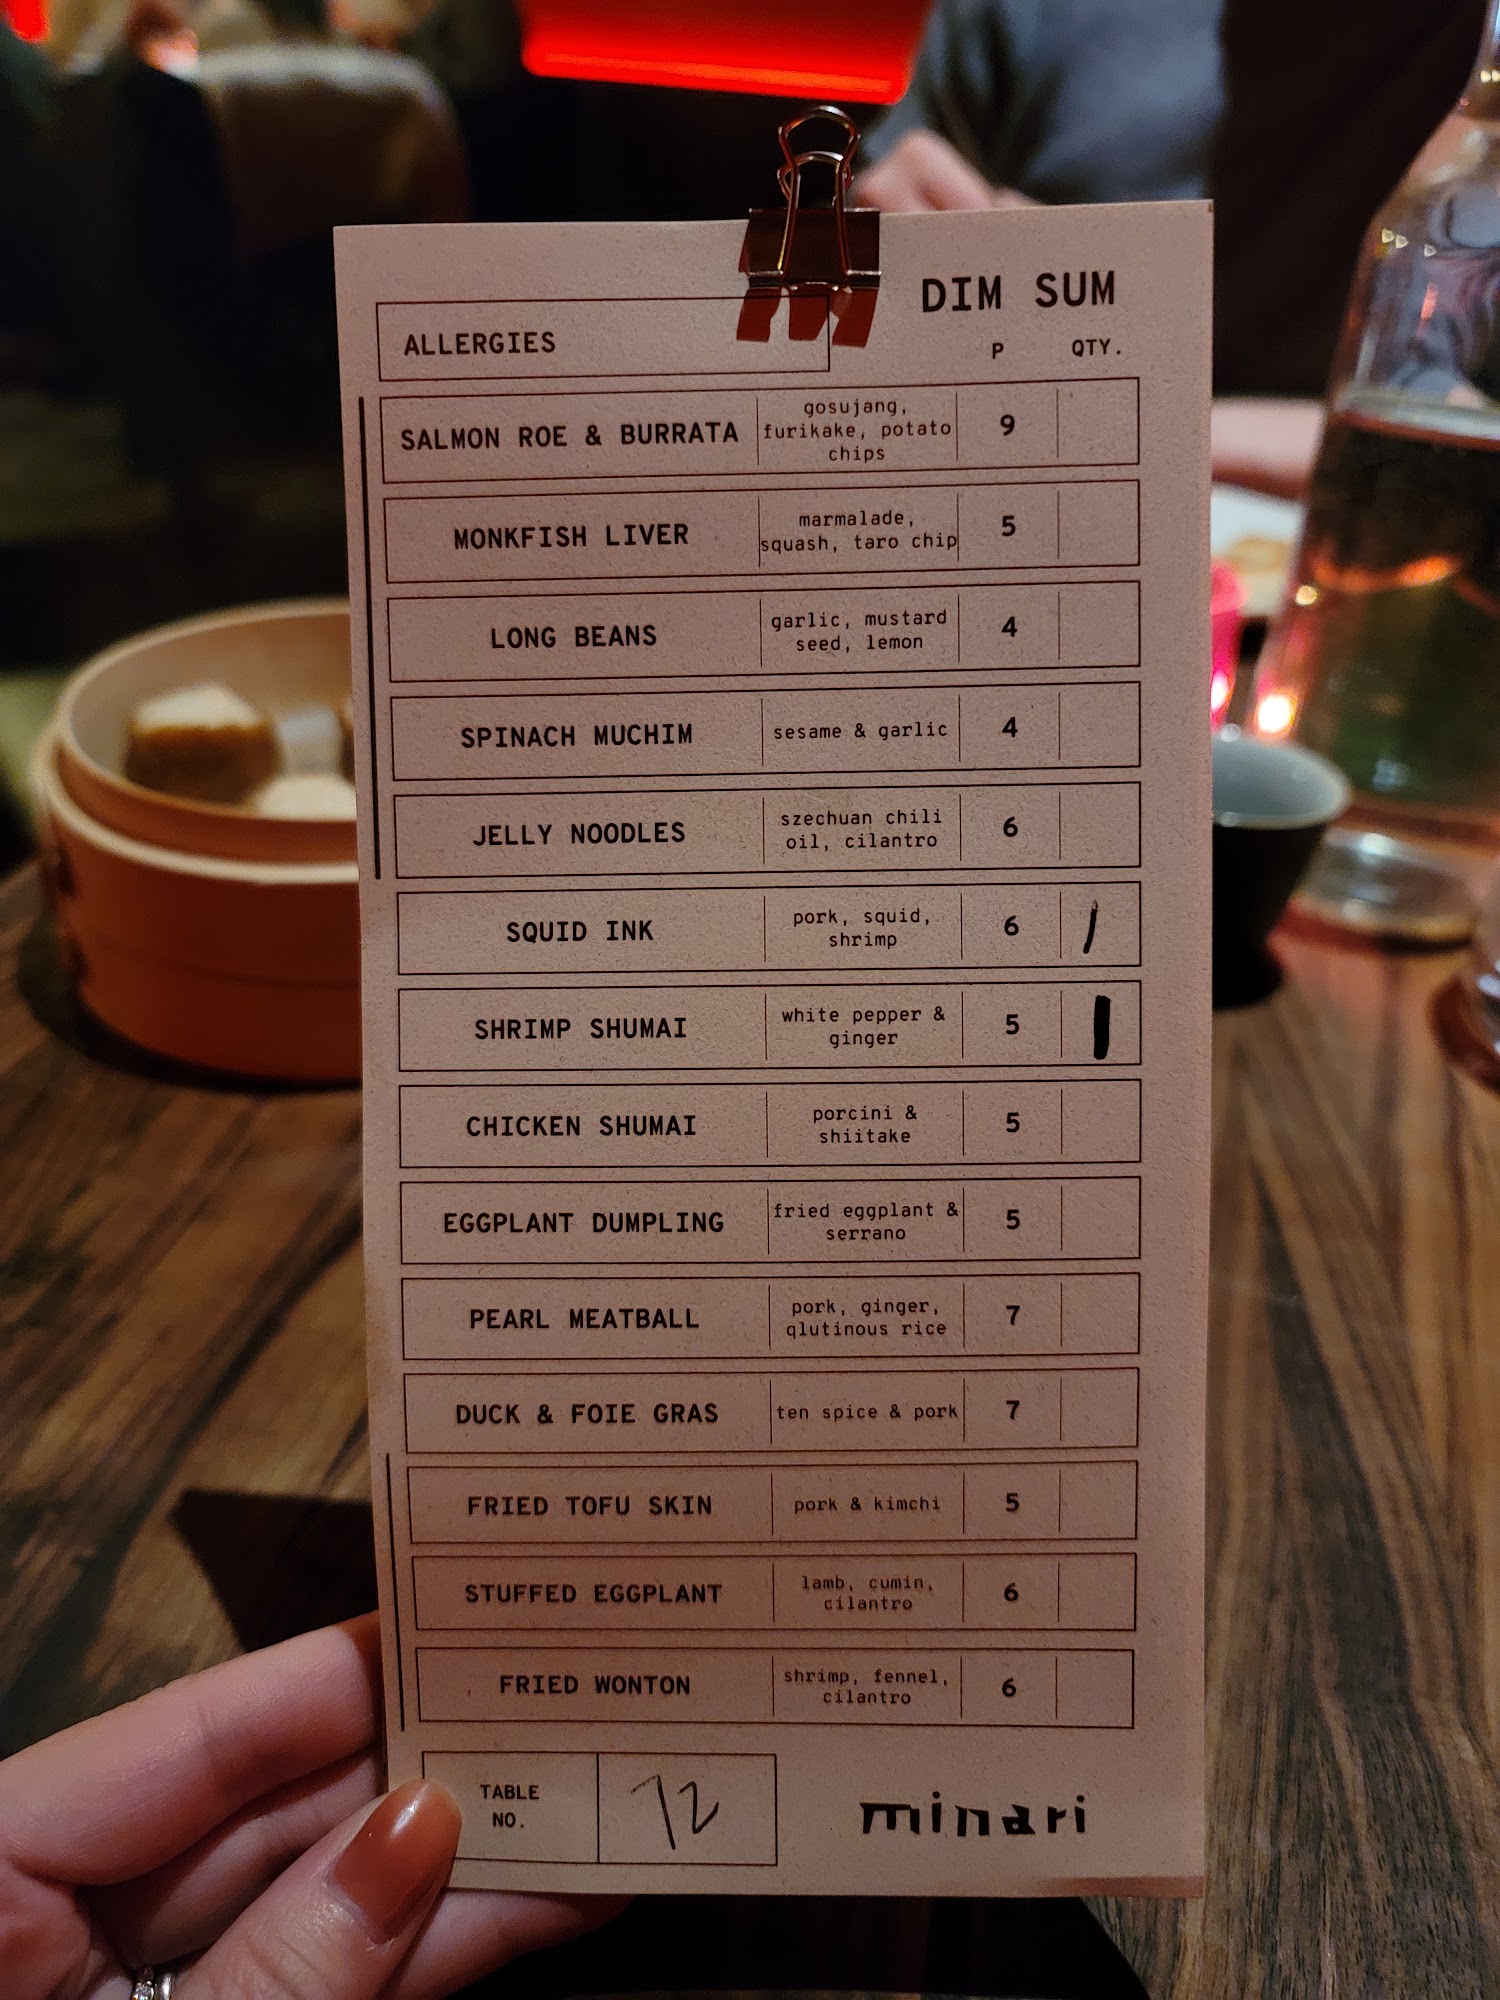 DIM SUM
ALLERGIES
P QTY.
SALMON ROE & BURRATA
gosujang,
furikake, potato
chips
9
MONKFISH LIVER
marmalade,
squash, taro chip
5
LONG BEANS
garlic, mustard
seed, lemon
4
SPINACH MUCHIM
sesame & garlic
4
JELLY NOODLES
szechuan chili
oil, cilantro
6
SQUID INK
pork, squid,
shrimp
6 /
SHRIMP SHUMAI
white pepper &
ginger
5 |
CHICKEN SHUMAI
porcini &
shiitake
5
EGGPLANT DUMPLING
fried eggplant &
serrano
5
PEARL MEATBALL
pork, ginger,
qlutinous rice
7
DUCK & FOIE GRAS
ten spice & pork
7
FRIED TOFU SKIN
pork & kimchi
5
STUFFED EGGPLANT
lamb, cumin,
cilantro
6
FRIED WONTON
shrimp, fennel,
cilantro
6
TABLE
NO.
72
minari